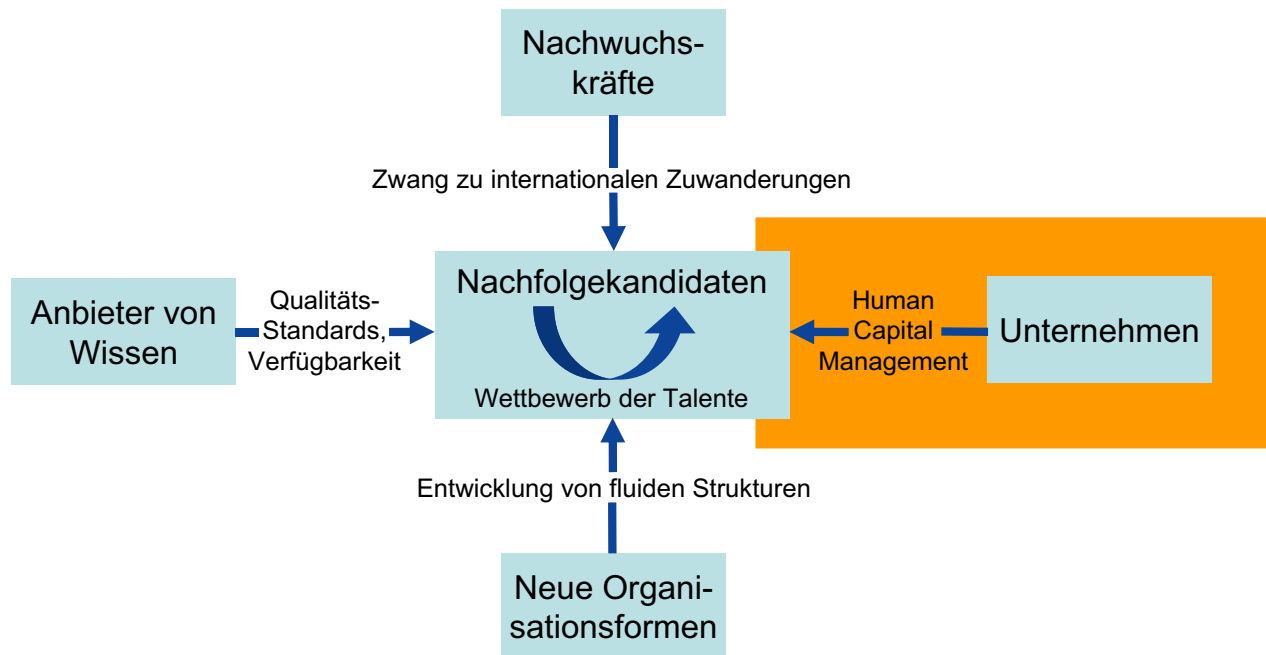 Nachwuchs-
kräfte
Zwang zu internationalen Zuwanderungen
Anbieter von
Wissen
Qualitäts-
Standards,
Verfügbarkeit
Nachfolgekandidaten
Wettbewerb der Talente
Human
Capital
Management
Unternehmen
Entwicklung von fluiden Strukturen
Neue Organi-
sationsformen